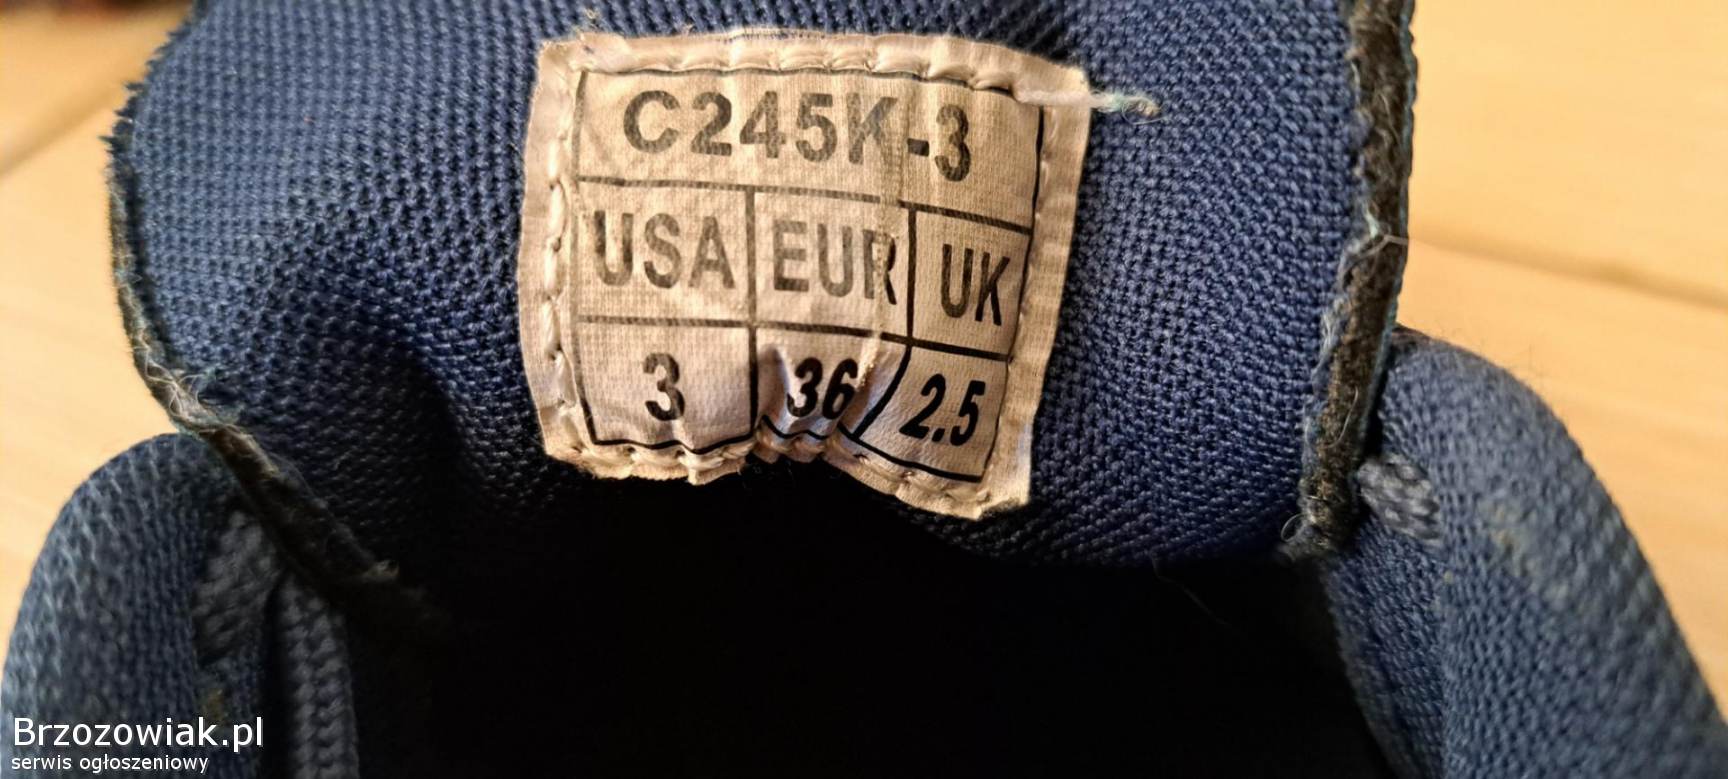 C245K-3
USA EUR UK
3 36 2.5
Brzozowiak.pl
serwis ogłoszeniowy